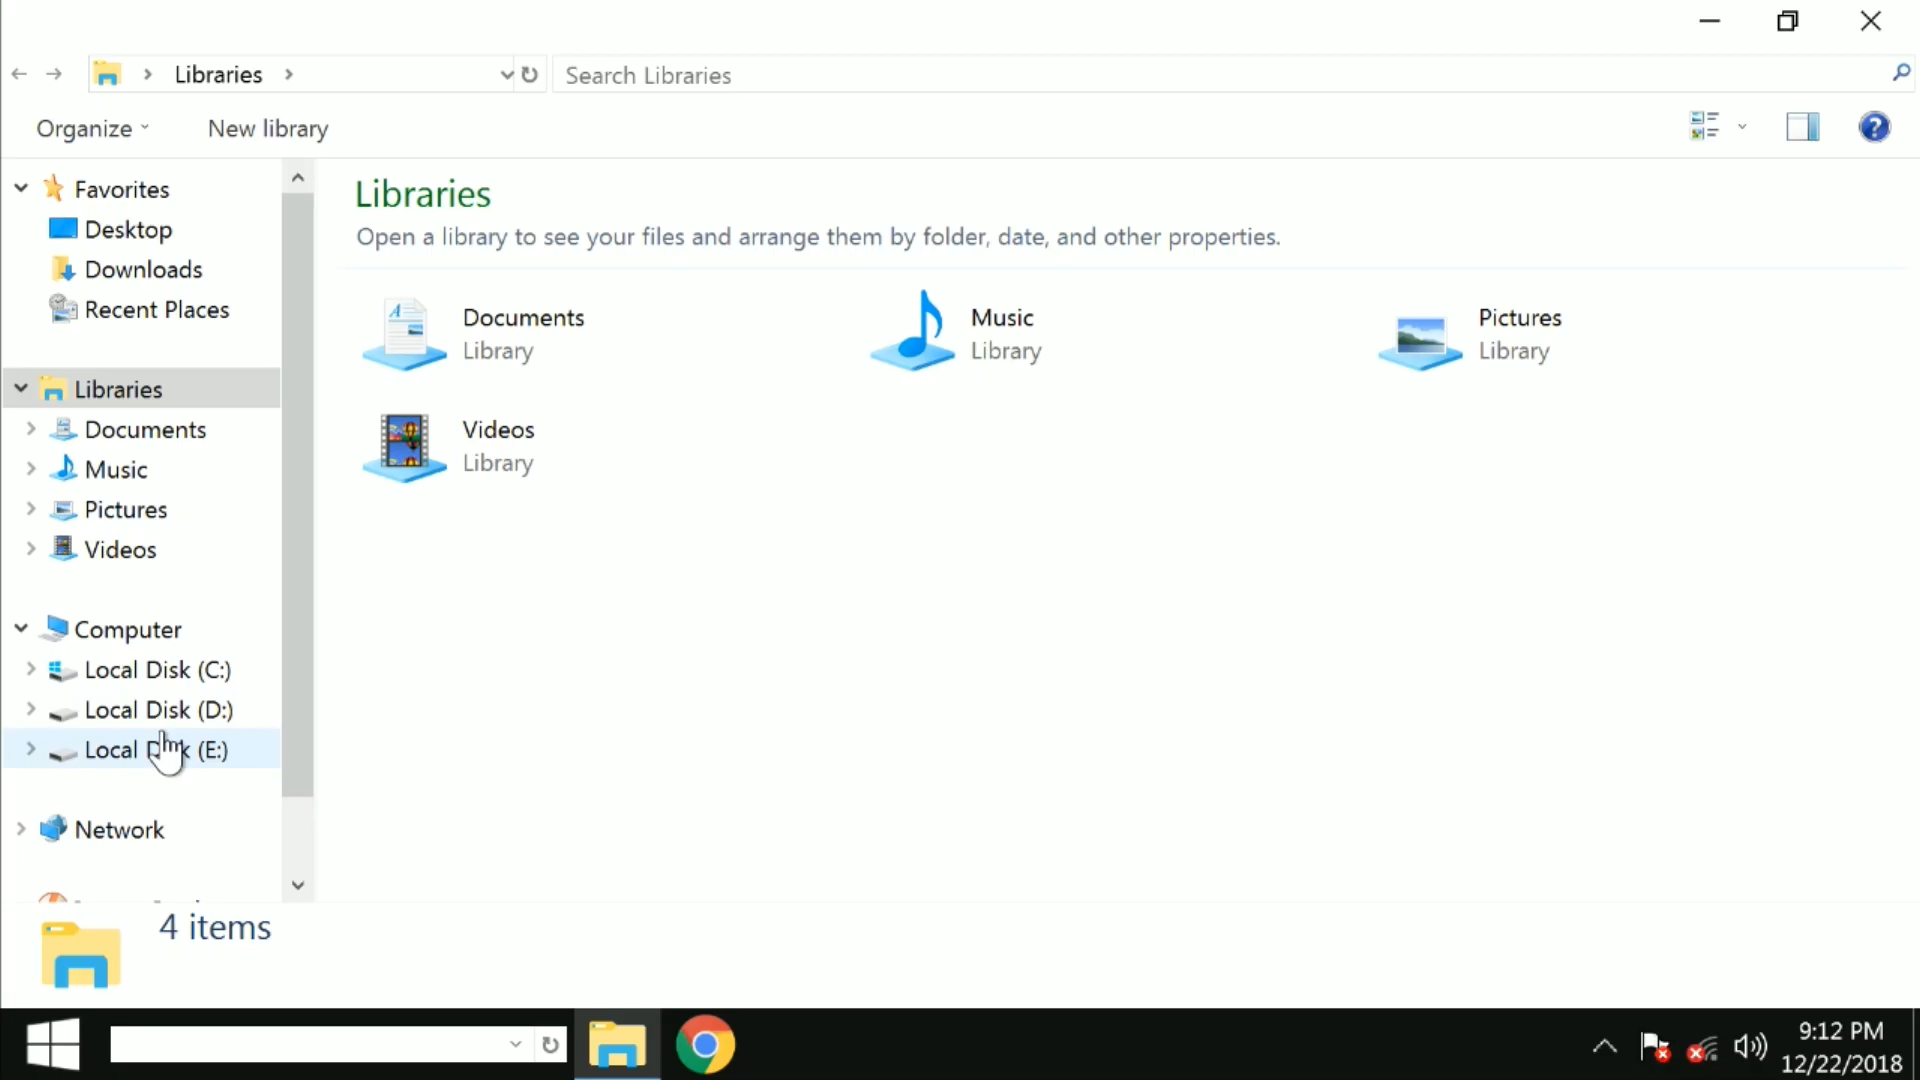 Libraries
Search Libraries
Organize
New library
Favorites
Desktop
Downloads
Recent Places
Libraries
Documents
Music
Pictures
Videos
Computer
Local Disk (C:)
Local Disk (D:)
Local Disk (E:)
Network
Libraries
Open a library to see your files and arrange them by folder, date, and other properties.
Documents
Library
Music
Library
Pictures
Library
Videos
Library
4 items
9:12 PM
12/22/2018